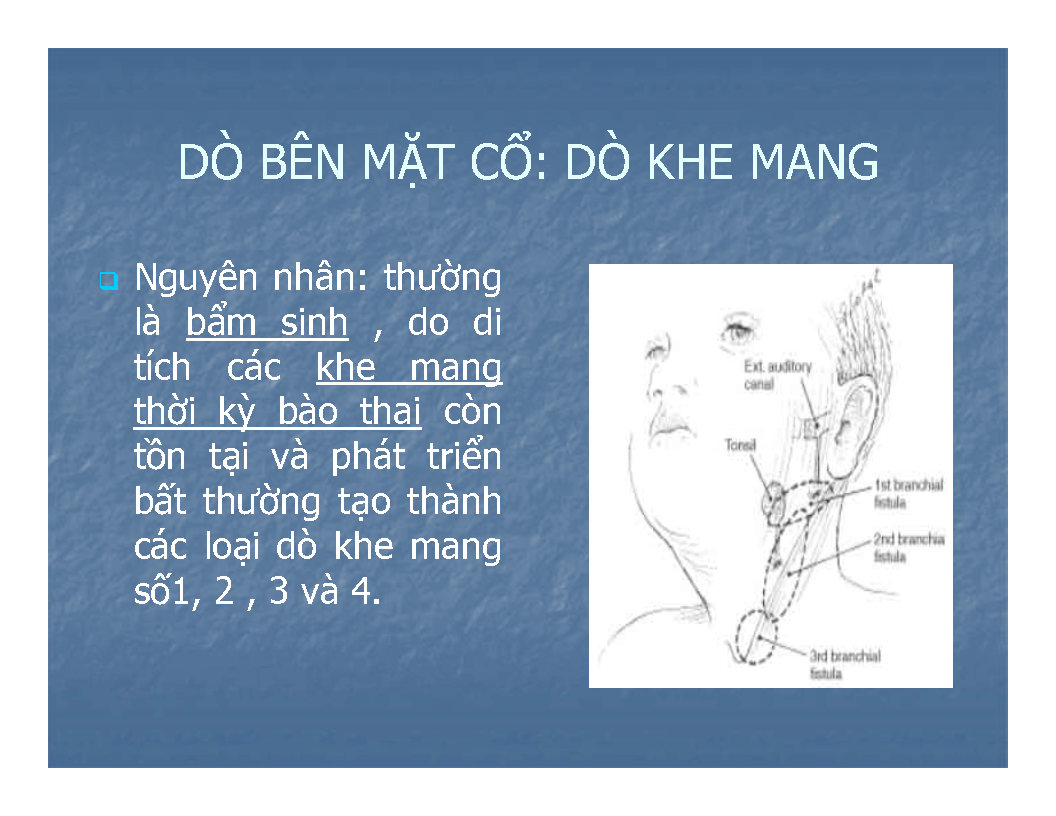 DÒ BÊN MẶT CỔ: DÒ KHE MANG
Nguyên nhân: thường
là bẩm sinh , do di
tích các khe mang
thời kỳ bào thai còn
tồn tại và phát triển
bất thường tạo thành
các loại dò khe mang
số1, 2 , 3 và 4.
Ext. auditory
canal
Tonsil
1st branchial
fistula
2nd branchia
fistula
3rd branchial
fistula